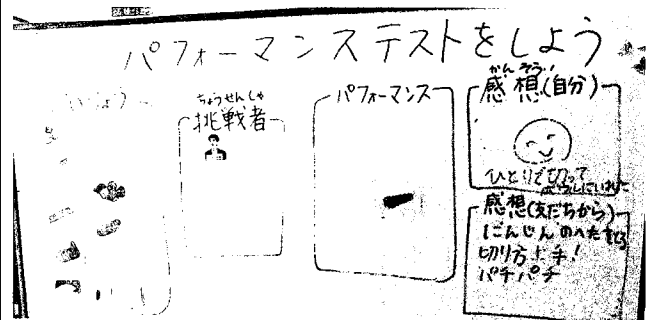 パフォーマンステストをしよう
ちょうせんしゃ
挑戦者
パフォーマンス
かんそう
感想(自分)
ひとりで切って
感想(友だちから)
にんじんのへたを
切り方上手!
パチパチ